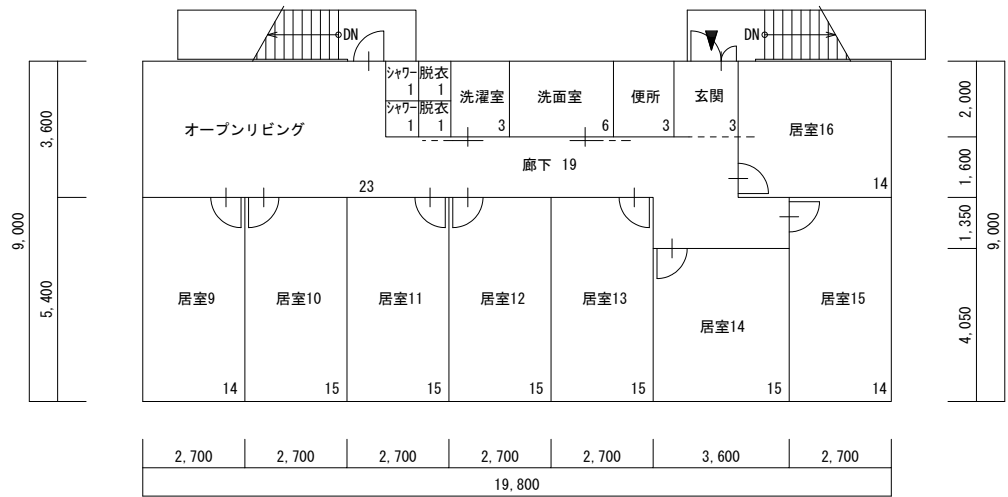 DN
DN
シャワー
1
脱衣
1
シャワー
1
脱衣
1
洗濯室
3
洗面室
6
便所
3
玄関
3
オープンリビング
23
廊下 19
居室16
14
居室9
14
居室10
15
居室11
15
居室12
15
居室13
15
居室14
15
居室15
14
9,000
3,600
5,400
2,000
1,600
1,350
4,050
9,000
2,700
2,700
2,700
2,700
2,700
3,600
2,700
19,800